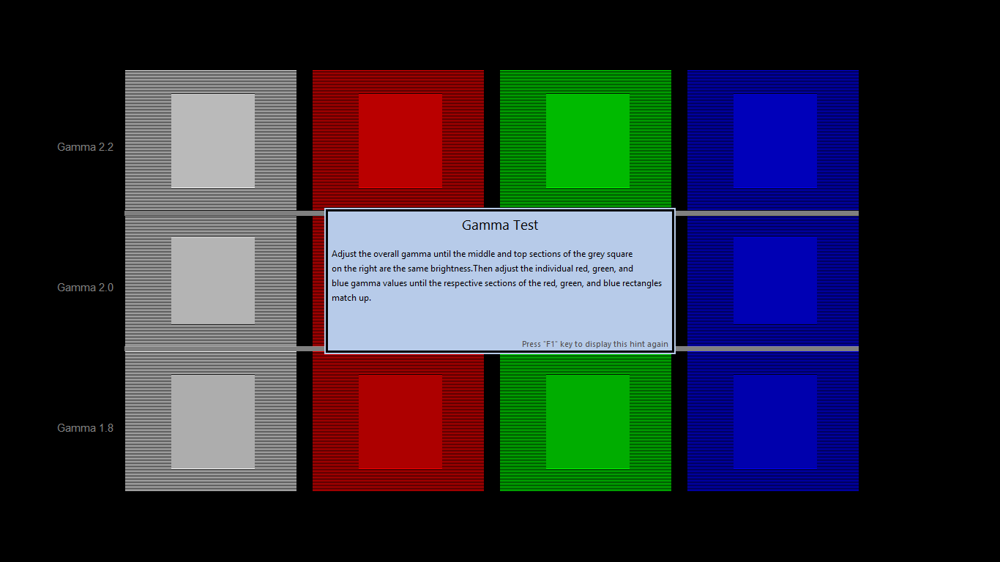 Gamma 2.2
Gamma Test
Adjust the overall gamma until the middle and top sections of the grey square
on the right are the same brightness.Then adjust the individual red, green, and
blue gamma values until the respective sections of the red, green, and blue rectangles
match up.
Gamma 2.0
Press "F1" key to display this hint again
Gamma 1.8